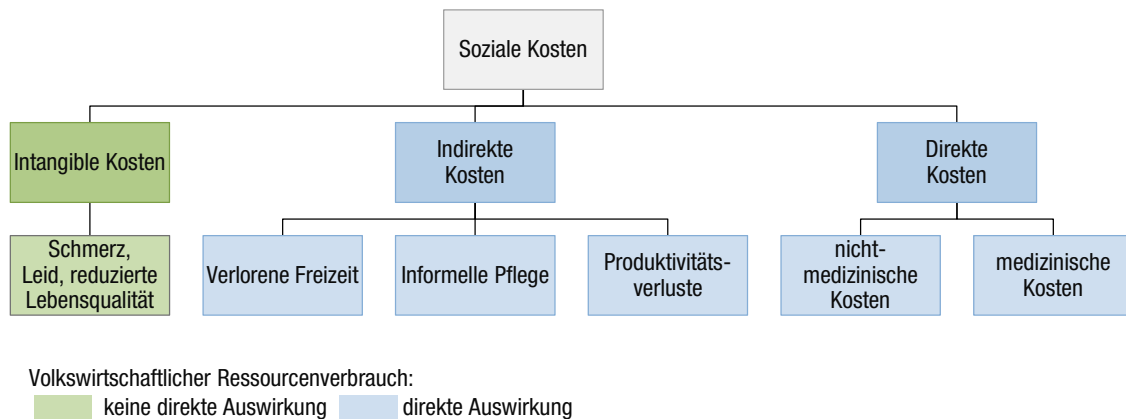 Soziale Kosten
Intangible Kosten
Indirekte
Kosten
Direkte
Kosten
Schmerz,
Leid, reduzierte
Lebensqualität
Verlorene Freizeit
Informelle Pflege
Produktivitäts-
verluste
nicht-
medizinische
Kosten
medizinische
Kosten
Volkswirtschaftlicher Ressourcenverbrauch:
keine direkte Auswirkung direkte Auswirkung